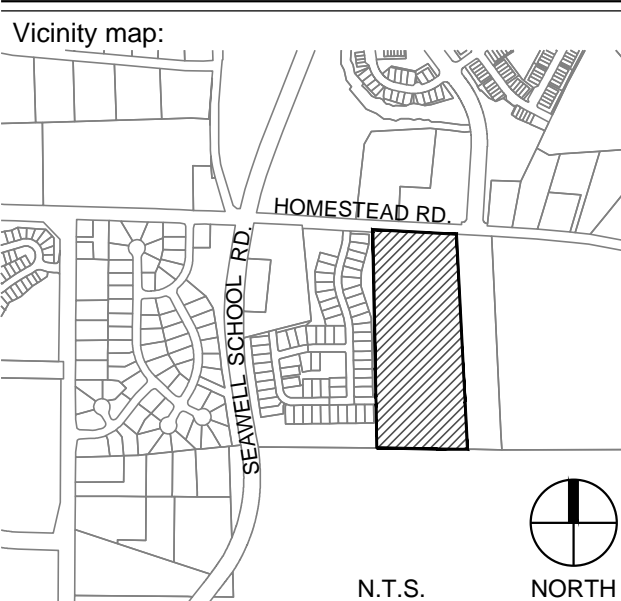 Vicinity map:
HOMESTEAD RD.
SEAWELL SCHOOL RD.
N.T.S.
NORTH